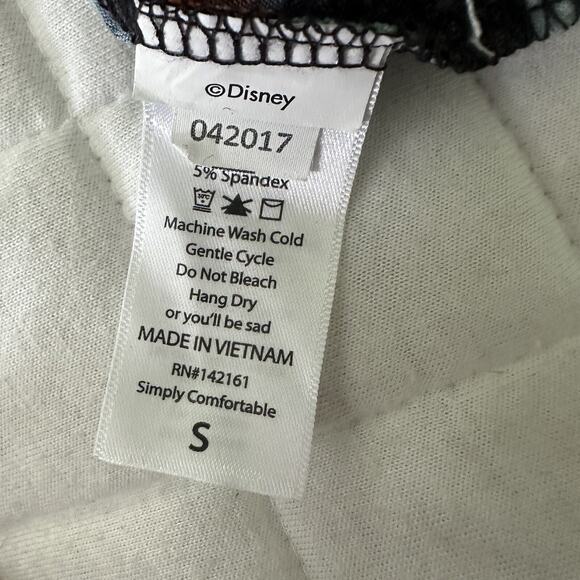 ©Disney
042017
5% Spandex
Machine Wash Cold
Gentle Cycle
Do Not Bleach
Hang Dry
or you'll be sad
MADE IN VIETNAM
RN#142161
Simply Comfortable
S